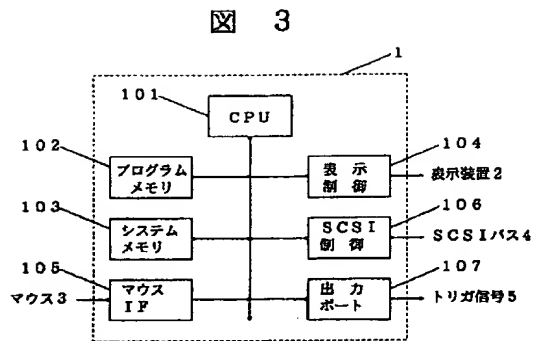 図 3
1
101
CPU
102
プログラム
メモリ
104
表示
制御
表示装置2
103
システム
メモリ
106
SCSI
制御
SCSIバス4
105
マウス3
マウス
IF
107
出力
ポート
トリガ信号5